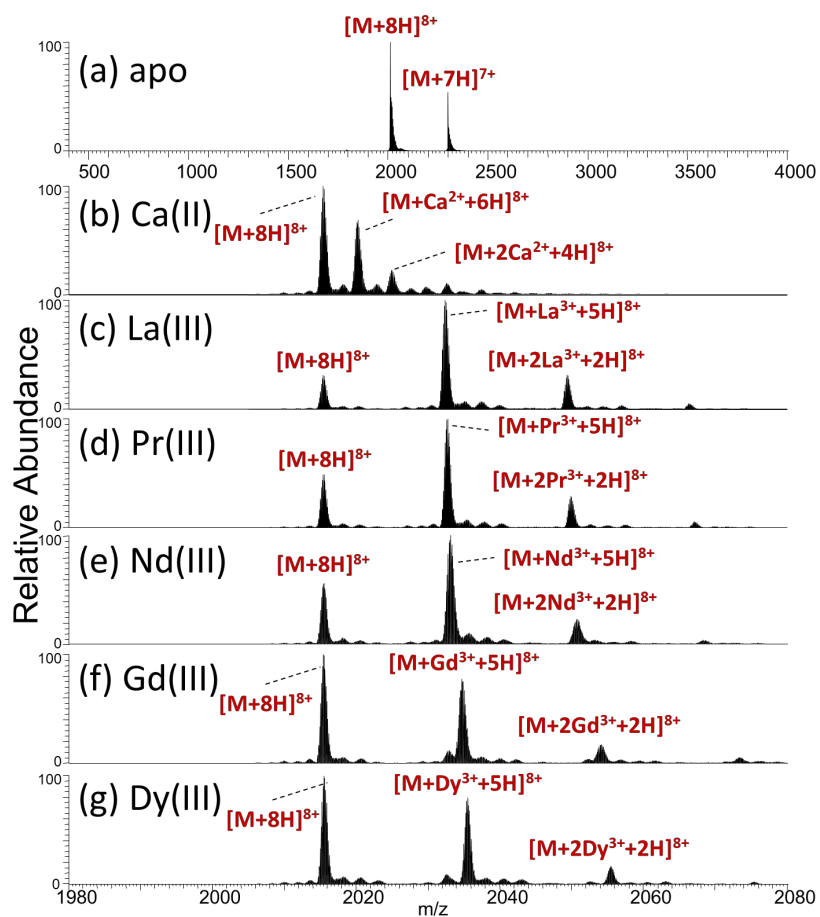 [M+8H]8+
100
(a) apo
[M+7H]7+
0
500 1000 1500 2000 2500 3000 3500 4000
100
(b) Ca(II)
[M+8H]8+
[M+Ca2++6H]8+
[M+2Ca2++4H]8+
0
100
(c) La(III)
[M+La3++5H]8+
[M+8H]8+
[M+2La3++2H]8+
0
100
(d) Pr(III)
[M+Pr3++5H]8+
[M+8H]8+
[M+2Pr3++2H]8+
0
Relative Abundance
100
(e) Nd(III)
[M+8H]8+
[M+Nd3++5H]8+
[M+2Nd3++2H]8+
0
100
(f) Gd(III)
[M+Gd3++5H]8+
[M+8H]8+
[M+2Gd3++2H]8+
0
100
(g) Dy(III)
[M+Dy3++5H]8+
[M+8H]8+
[M+2Dy3++2H]8+
0
1980 2000 2020 2040 2060 2080
m/z